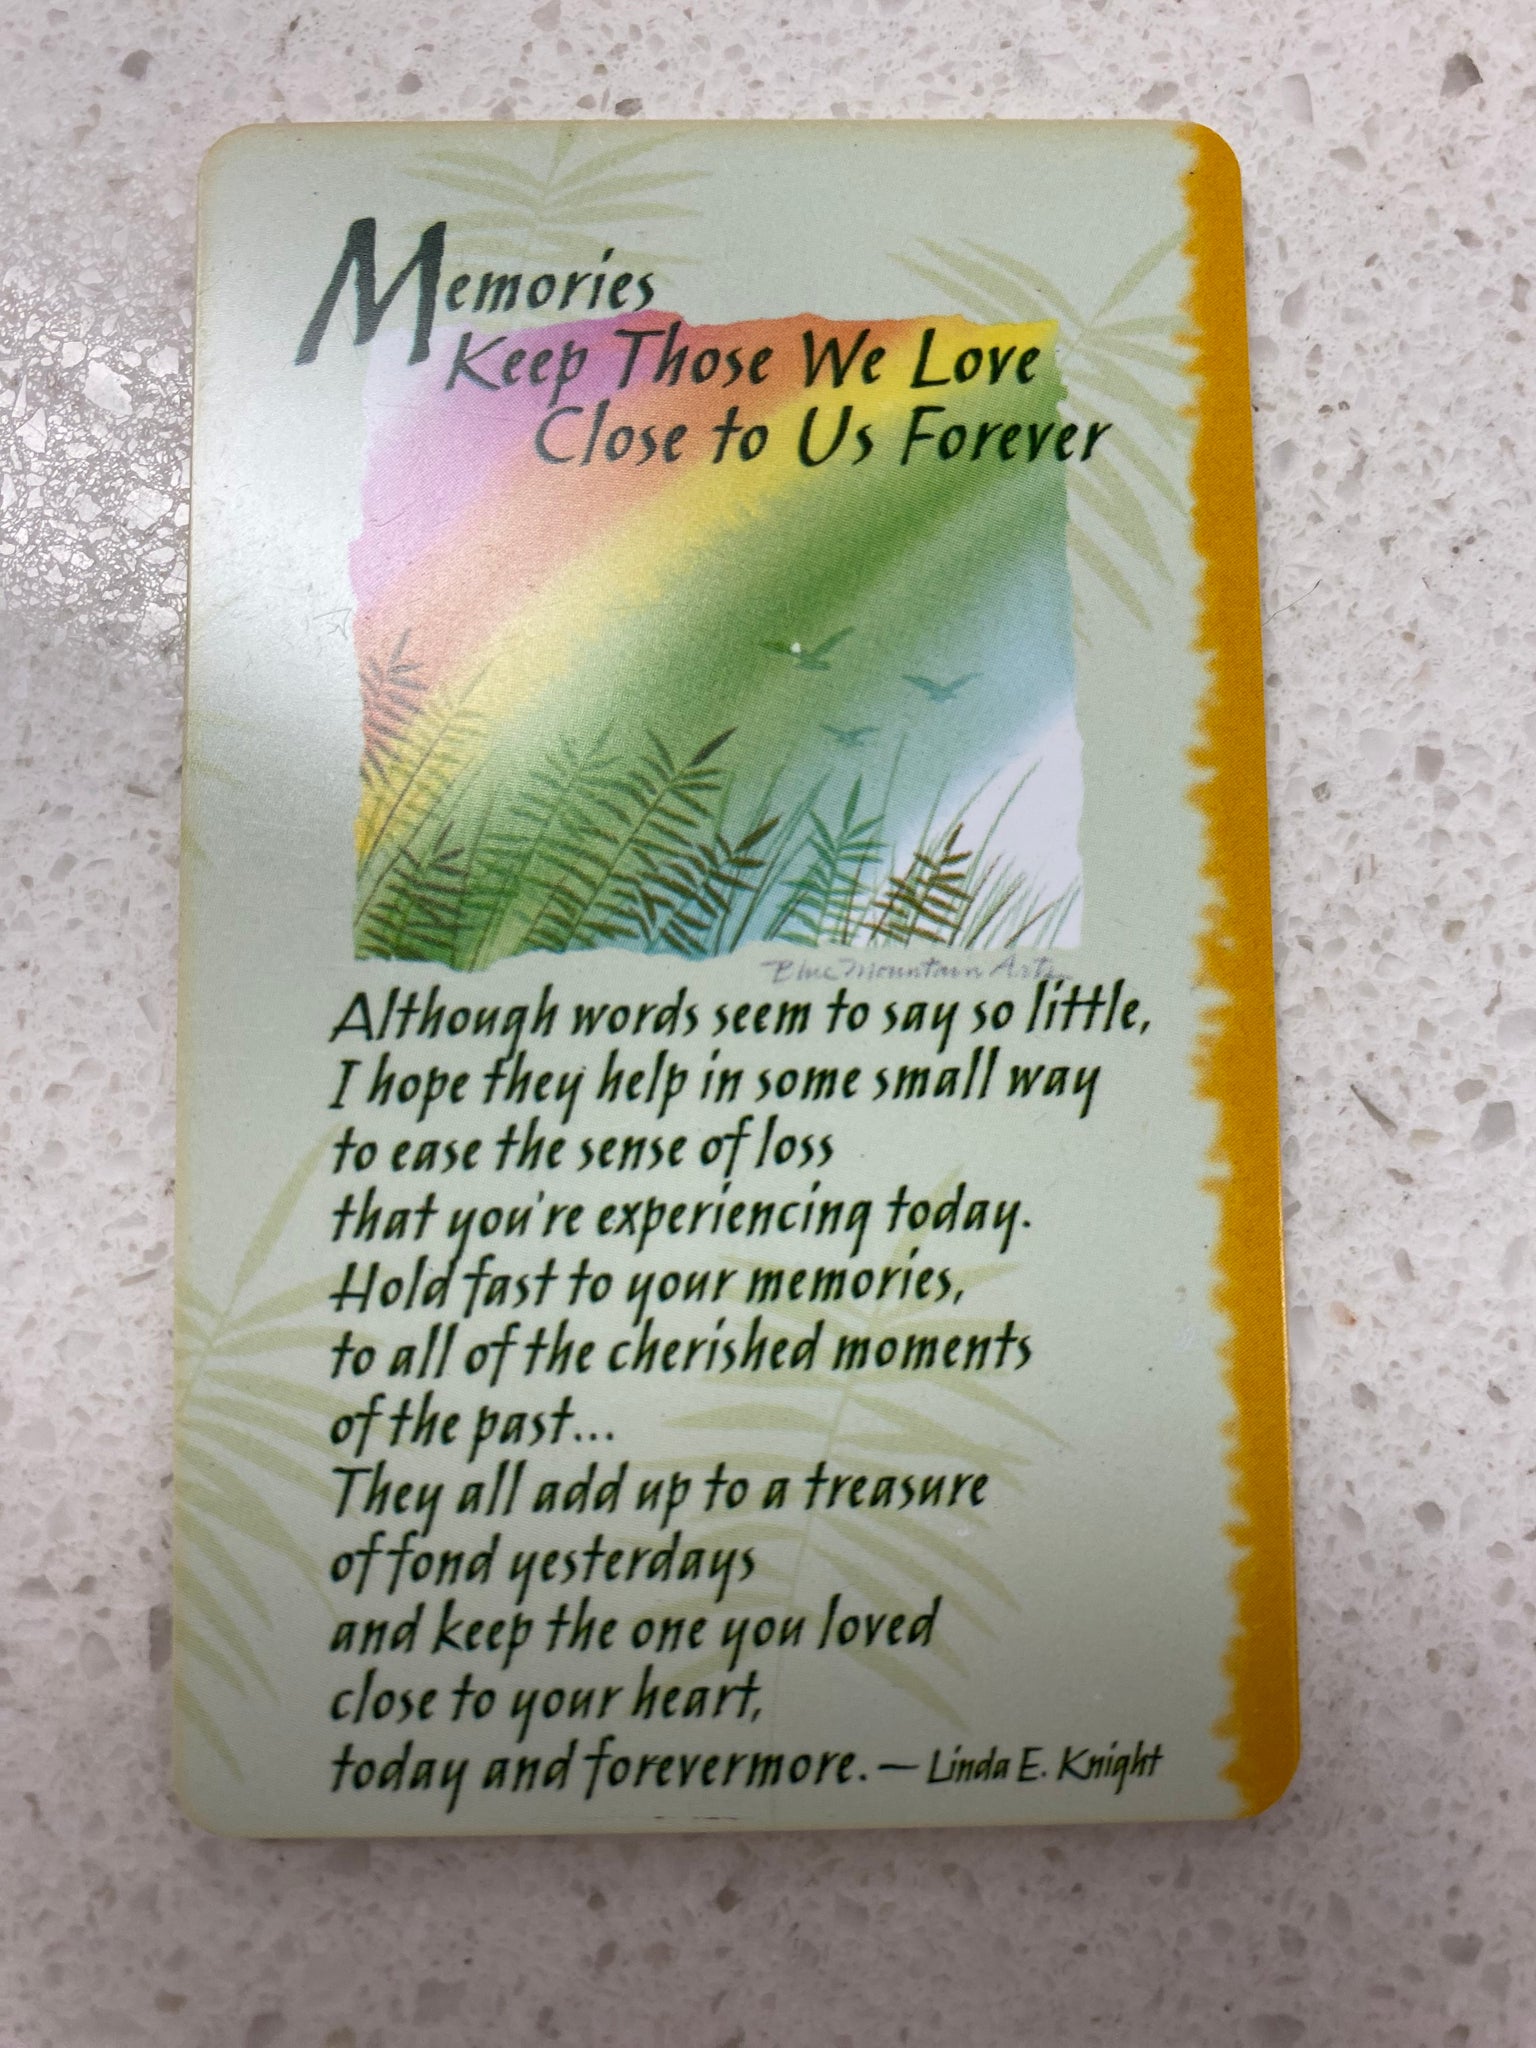 Memories
Keep Those We Love
Close to Us Forever
Blue Mountain Arts
Although words seem to say so little,
I hope they help in some small way
to ease the sense of loss
that you're experiencing today.
Hold fast to your memories,
to all of the cherished moments
of the past...
They all add up to a treasure
of fond yesterdays
and keep the one you loved
close to your heart,
today and forevermore. — Linda E. Knight